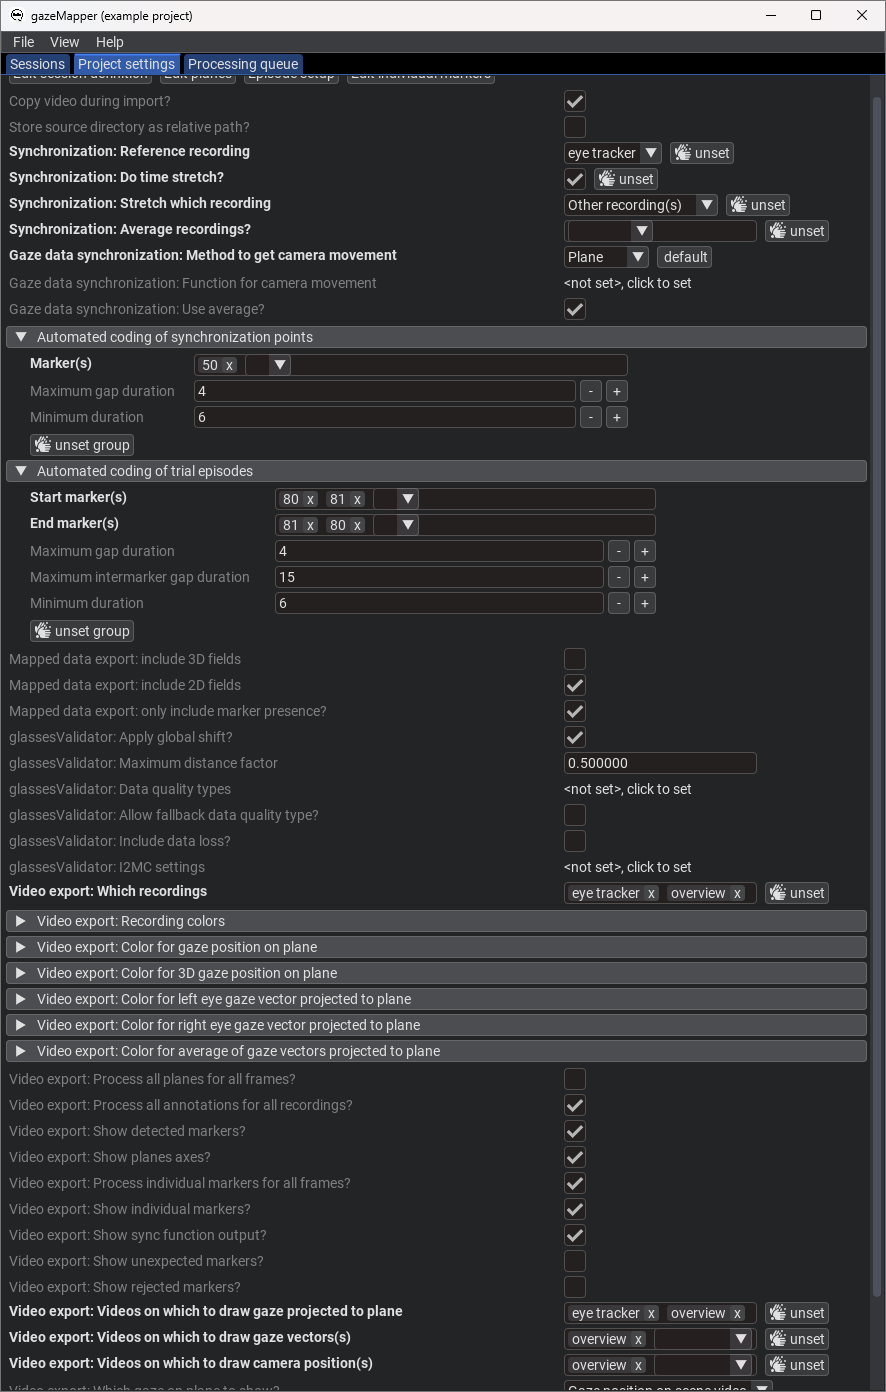 gazeMapper (example project)
File View Help
Sessions Project settings Processing queue
Edit session definition Edit planes Episode setup Edit individual markers
Copy video during import?
Store source directory as relative path?
Synchronization: Reference recording eye tracker unset
Synchronization: Do time stretch? unset
Synchronization: Stretch which recording Other recording(s) unset
Synchronization: Average recordings? unset
Gaze data synchronization: Method to get camera movement Plane default
Gaze data synchronization: Function for camera movement <not set>, click to set
Gaze data synchronization: Use average?
Automated coding of synchronization points
Marker(s) 50 x
Maximum gap duration 4 - +
Minimum duration 6 - +
unset group
Automated coding of trial episodes
Start marker(s) 80 x 81 x
End marker(s) 81 x 80 x
Maximum gap duration 4 - +
Maximum intermarker gap duration 15 - +
Minimum duration 6 - +
unset group
Mapped data export: include 3D fields
Mapped data export: include 2D fields
Mapped data export: only include marker presence?
glassesValidator: Apply global shift?
glassesValidator: Maximum distance factor 0.500000
glassesValidator: Data quality types <not set>, click to set
glassesValidator: Allow fallback data quality type?
glassesValidator: Include data loss?
glassesValidator: I2MC settings <not set>, click to set
Video export: Which recordings eye tracker x overview x unset
Video export: Recording colors
Video export: Color for gaze position on plane
Video export: Color for 3D gaze position on plane
Video export: Color for left eye gaze vector projected to plane
Video export: Color for right eye gaze vector projected to plane
Video export: Color for average of gaze vectors projected to plane
Video export: Process all planes for all frames?
Video export: Process all annotations for all recordings?
Video export: Show detected markers?
Video export: Show planes axes?
Video export: Process individual markers for all frames?
Video export: Show individual markers?
Video export: Show sync function output?
Video export: Show unexpected markers?
Video export: Show rejected markers?
Video export: Videos on which to draw gaze projected to plane eye tracker x overview x unset
Video export: Videos on which to draw gaze vectors(s) overview x unset
Video export: Videos on which to draw camera position(s) overview x unset
Video export: Which gaze on plane to show? Gaze position on scene video